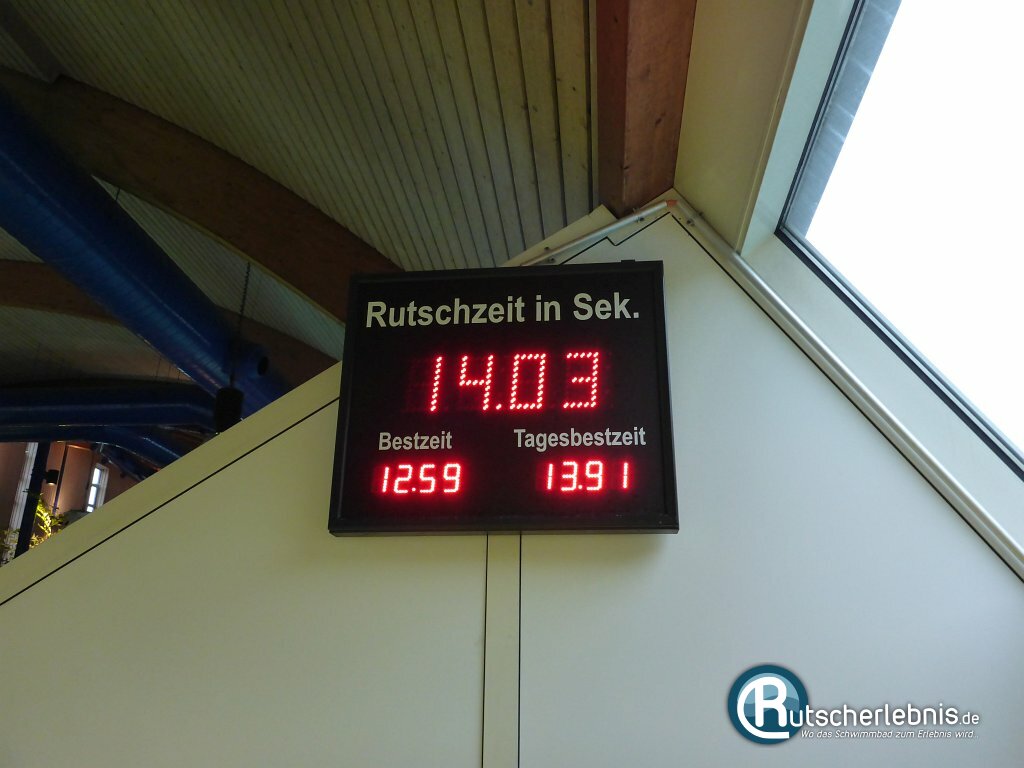 Rutschzeit in Sek.
14.03
Bestzeit Tagesbestzeit
12.59 13.91
Rutscherlebnis.de
Wo das Schwimmbad zum Erlebnis wird...